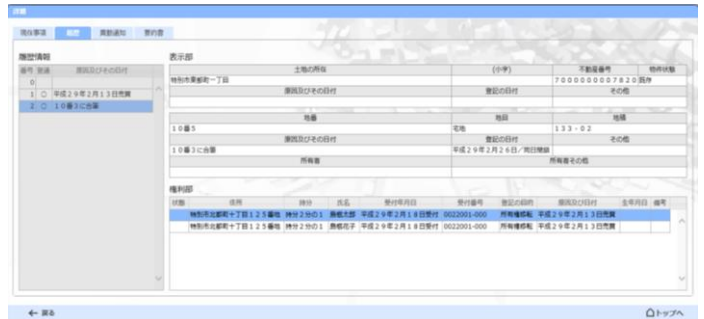 詳細
現在事項 履歴 異動通知 要約書
履歴情報
番号 普通 原因及びその日付
0
1 ○ 平成29年2月13日売買
2 ○ 10番3に合筆
表示部
土地の所在 (小字) 不動産番号 物件状態
特別市東都町一丁目 7000000007820 既存
原因及びその日付 登記の日付 その他
地番 地目 地積
10番5 宅地 133・02
原因及びその日付 登記の日付 その他
10番3に合筆 平成29年2月26日/同日閉鎖
所有者 所有者その他
権利部
状態 住所 持分 氏名 受付年月日 受付番号 登記の目的 原因及び日付 生年月日 備考
特別市北都町十丁目125番地 持分2分の1 太郎 平成29年2月18日受付 0022001-000 所有権移転 平成29年2月13日売買
特別市北都町十丁目125番地 持分2分の1 花子 平成29年2月18日受付 0022001-000 所有権移転 平成29年2月13日売買
← 戻る トップへ